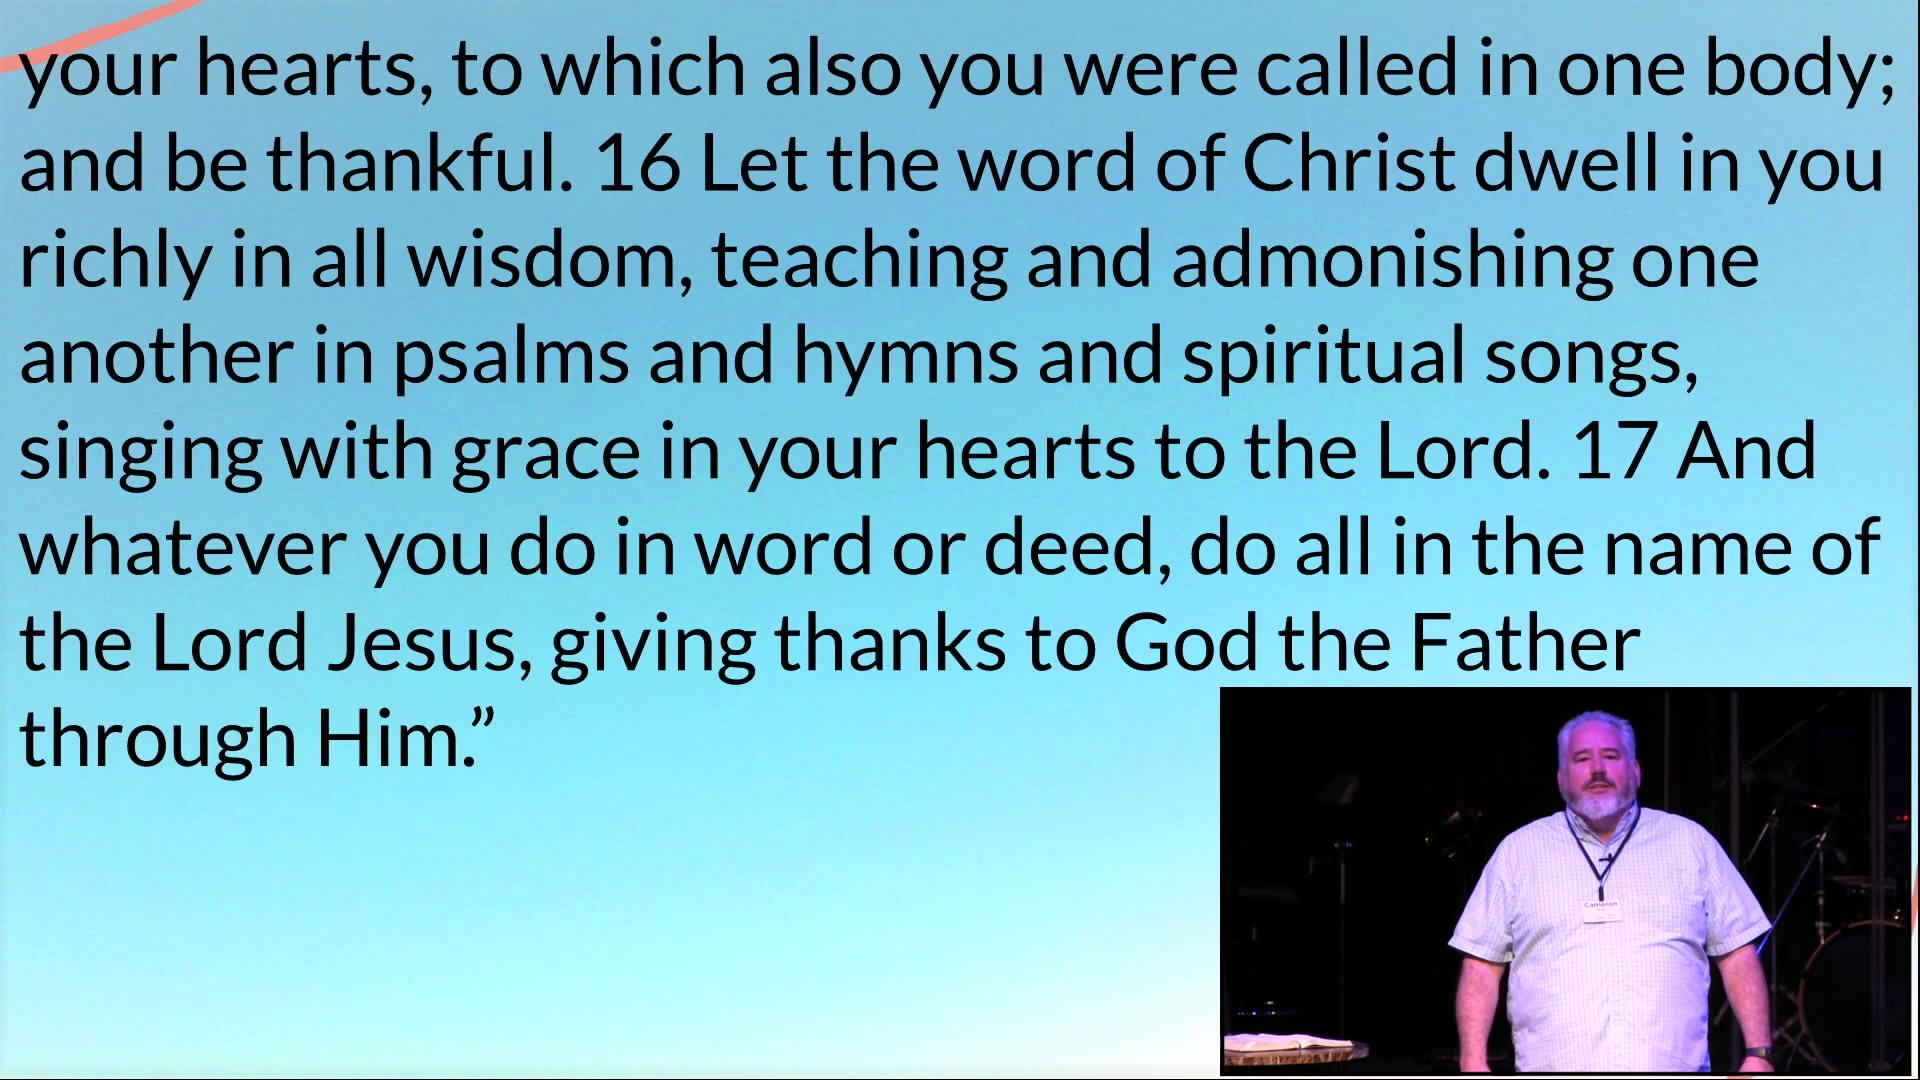 your hearts, to which also you were called in one body;
and be thankful. 16 Let the word of Christ dwell in you
richly in all wisdom, teaching and admonishing one
another in psalms and hymns and spiritual songs,
singing with grace in your hearts to the Lord. 17 And
whatever you do in word or deed, do all in the name of
the Lord Jesus, giving thanks to God the Father
through Him.”
Cameron